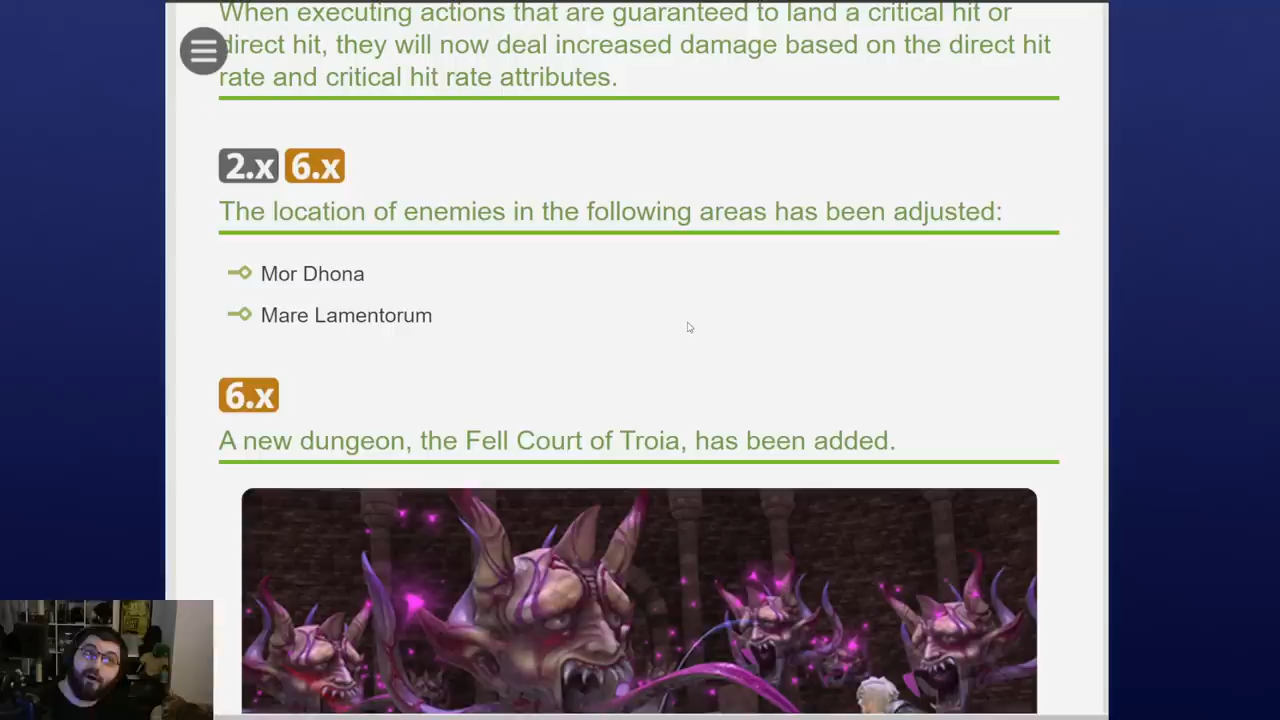 When executing actions that are guaranteed to land a critical hit or
direct hit, they will now deal increased damage based on the direct hit
rate and critical hit rate attributes.
2.x 6.x
The location of enemies in the following areas has been adjusted:
Mor Dhona
Mare Lamentorum
6.x
A new dungeon, the Fell Court of Troia, has been added.